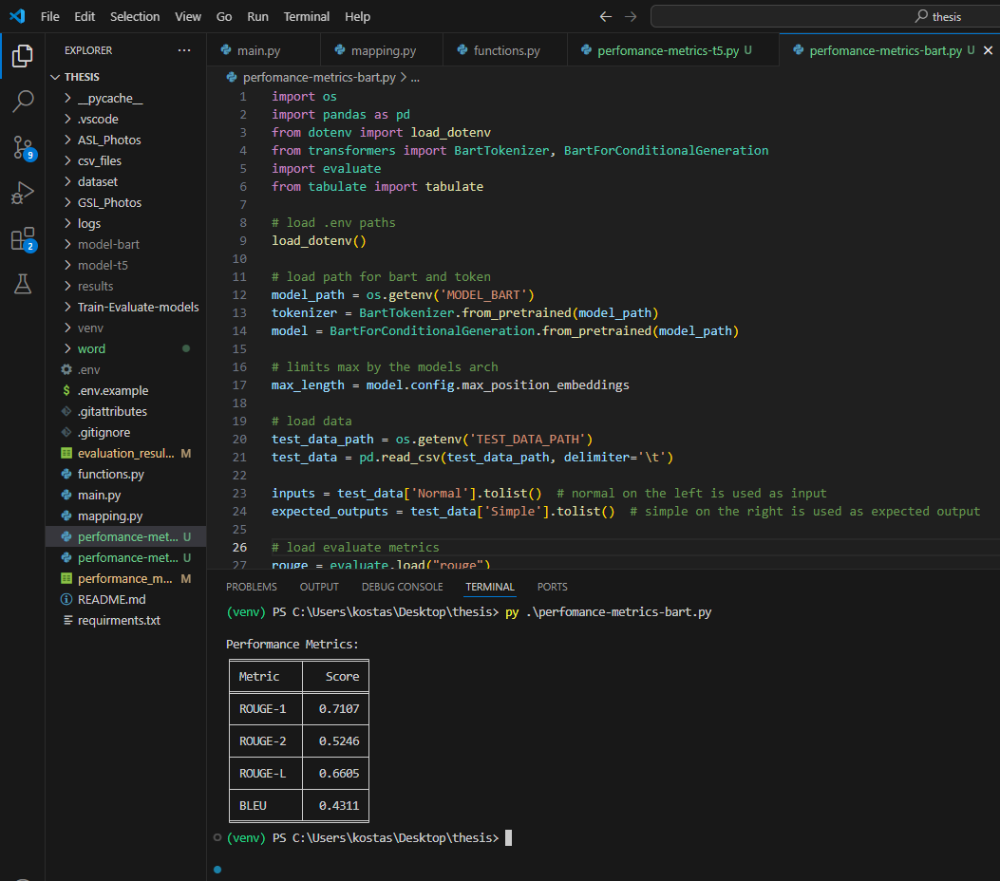 File Edit Selection View Go Run Terminal Help
thesis
EXPLORER
THESIS
__pycache__
.vscode
ASL_Photos
csv_files
dataset
GSL_Photos
logs
model-bart
model-t5
results
Train-Evaluate-models
venv
word
.env
$ .env.example
.gitattributes
.gitignore
evaluation_resul... M
functions.py
main.py
mapping.py
perfomance-met... U
perfomance-met... U
performance_m... M
README.md
requirments.txt
9
2
main.py mapping.py functions.py perfomance-metrics-t5.py U perfomance-metrics-bart.py U
perfomance-metrics-bart.py > ...
1 import os
2 import pandas as pd
3 from dotenv import load_dotenv
4 from transformers import BartTokenizer, BartForConditionalGeneration
5 import evaluate
6 from tabulate import tabulate
7
8 # load .env paths
9 load_dotenv()
10
11 # load path for bart and token
12 model_path = os.getenv('MODEL_BART')
13 tokenizer = BartTokenizer.from_pretrained(model_path)
14 model = BartForConditionalGeneration.from_pretrained(model_path)
15
16 # limits max by the models arch
17 max_length = model.config.max_position_embeddings
18
19 # load data
20 test_data_path = os.getenv('TEST_DATA_PATH')
21 test_data = pd.read_csv(test_data_path, delimiter='\t')
22
23 inputs = test_data['Normal'].tolist() # normal on the left is used as input
24 expected_outputs = test_data['Simple'].tolist() # simple on the right is used as expected output
25
26 # load evaluate metrics
27 rouge = evaluate.load("rouge")
PROBLEMS OUTPUT DEBUG CONSOLE TERMINAL PORTS
(venv) PS C:\Users\kostas\Desktop\thesis> py .\perfomance-metrics-bart.py
Performance Metrics:
Metric Score
ROUGE-1 0.7107
ROUGE-2 0.5246
ROUGE-L 0.6605
BLEU 0.4311
(venv) PS C:\Users\kostas\Desktop\thesis>